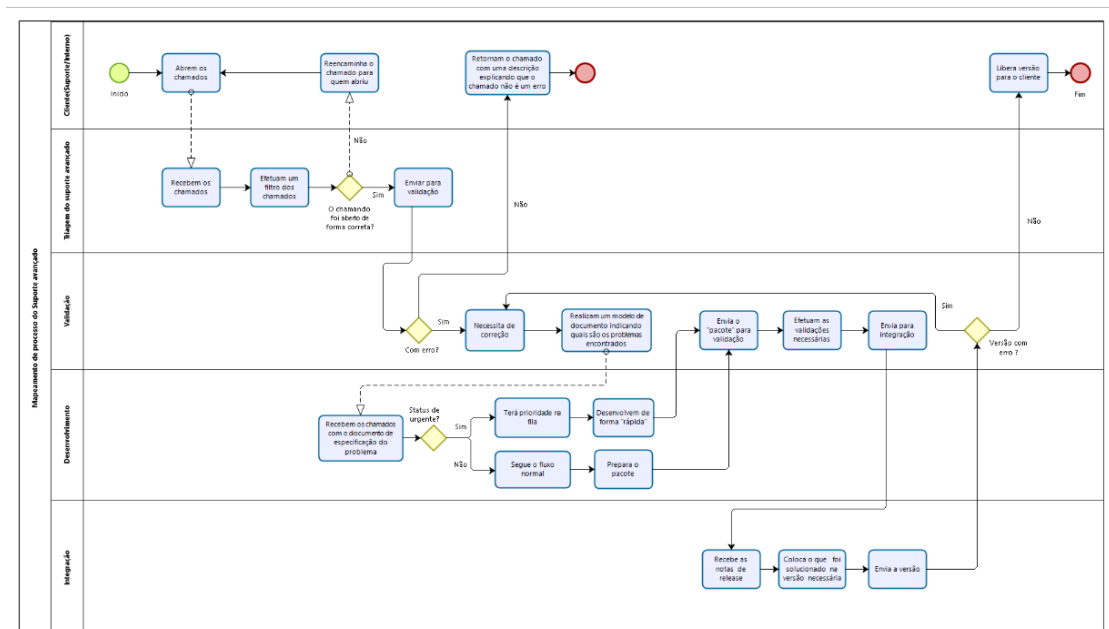 Mapeamento de processo do Suporte avançado
Cliente(Suporte/Interno)
Início
Abrem os
chamados
Reencaminha o
chamado para
quem abriu
Retornam o chamado
com uma descrição
explicando que o
chamado não é um erro
Libera versão
para o cliente
Fim
Triagem do suporte avançado
Recebem os
chamados
Efetuam um
filtro dos
chamados
Não
O chamando
foi aberto de
forma correta?
Sim
Enviar para
validação
Não
Não
Validação
Com erro?
Sim
Necessita de
correção
Realizam um modelo de
documento indicando
quais são os problemas
encontrados
Envia o
"pacote" para
validação
Efetuam as
validações
necessárias
Envia para
integração
Sim
Versão com
erro ?
Desenvolvimento
Recebem os chamados
com o documento de
especificação do
problema
Status de
urgente?
Sim
Terá prioridade na
fila
Desenvolvem de
forma "rápida"
Não
Segue o fluxo
normal
Prepara o
pacote
Integração
Recebe as
notas de
release
Coloca o que foi
solucionado na
versão necessária
Envia a versão